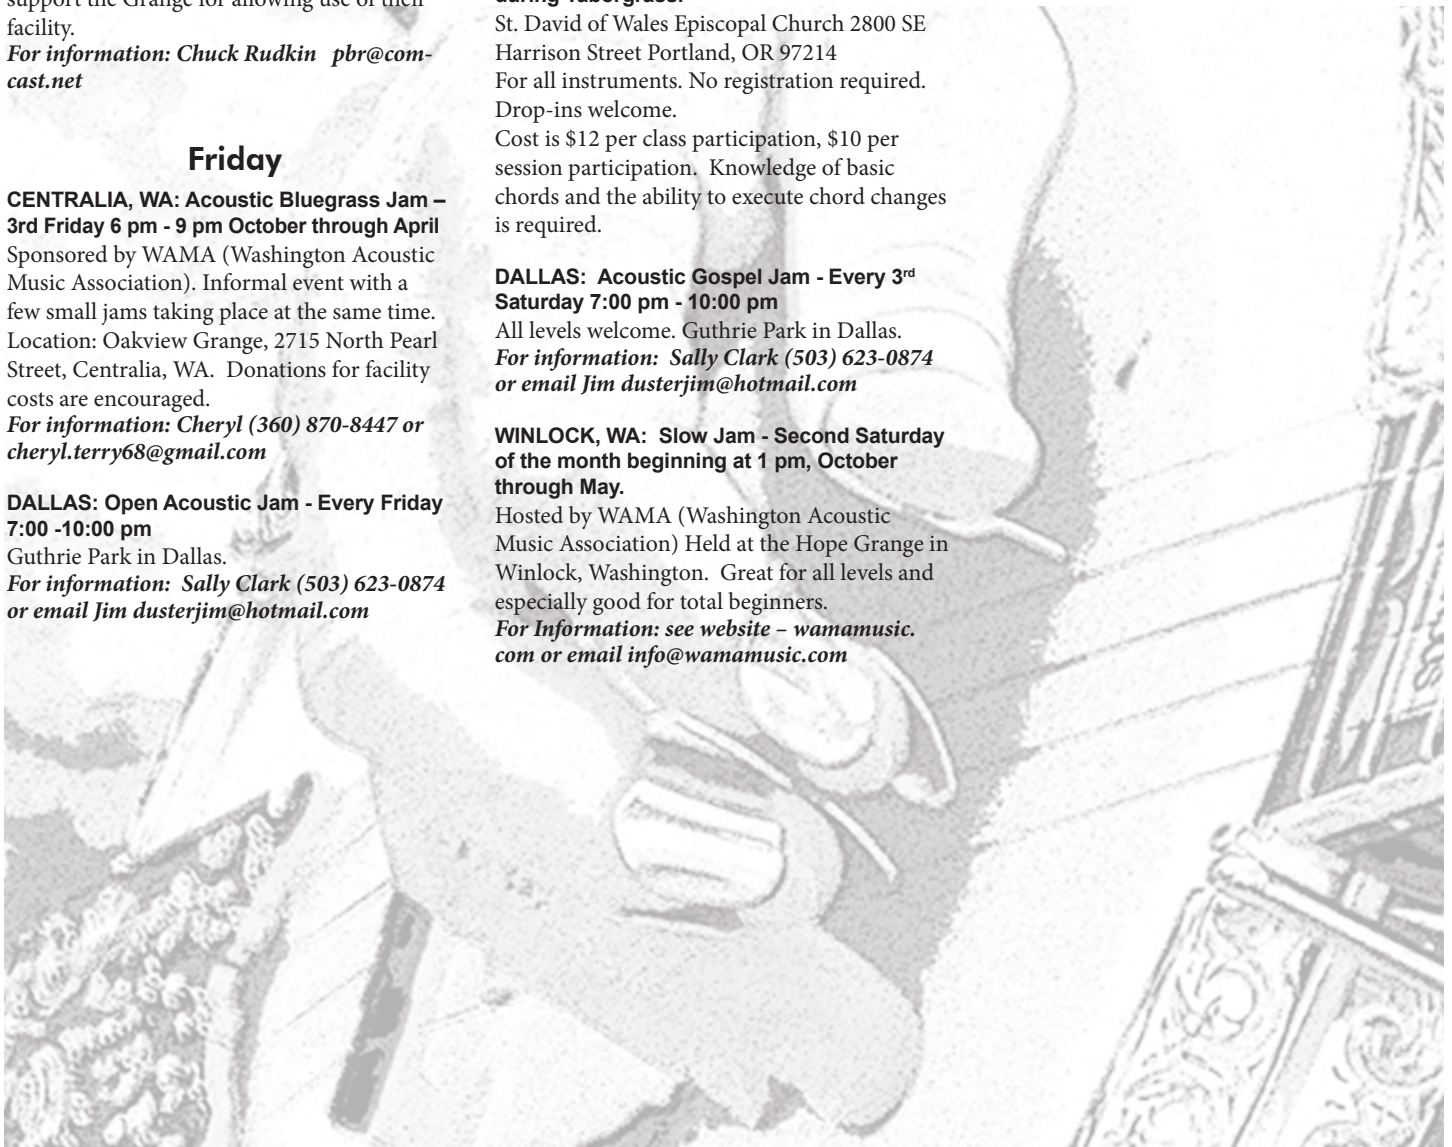 support the Grange for allowing use of their
facility.
For information: Chuck Rudkin pbr@com-
cast.net
Friday
CENTRALIA, WA: Acoustic Bluegrass Jam –
3rd Friday 6 pm - 9 pm October through April
Sponsored by WAMA (Washington Acoustic
Music Association). Informal event with a
few small jams taking place at the same time.
Location: Oakview Grange, 2715 North Pearl
Street, Centralia, WA. Donations for facility
costs are encouraged.
For information: Cheryl (360) 870-8447 or
cheryl.terry68@gmail.com
DALLAS: Open Acoustic Jam - Every Friday
7:00 -10:00 pm
Guthrie Park in Dallas.
For information: Sally Clark (503) 623-0874
or email Jim dusterjim@hotmail.com
during Taborgrass.
St. David of Wales Episcopal Church 2800 SE
Harrison Street Portland, OR 97214
For all instruments. No registration required.
Drop-ins welcome.
Cost is $12 per class participation, $10 per
session participation. Knowledge of basic
chords and the ability to execute chord changes
is required.
DALLAS: Acoustic Gospel Jam - Every 3rd
Saturday 7:00 pm - 10:00 pm
All levels welcome. Guthrie Park in Dallas.
For information: Sally Clark (503) 623-0874
or email Jim dusterjim@hotmail.com
WINLOCK, WA: Slow Jam - Second Saturday
of the month beginning at 1 pm, October
through May.
Hosted by WAMA (Washington Acoustic
Music Association) Held at the Hope Grange in
Winlock, Washington. Great for all levels and
especially good for total beginners.
For Information: see website – wamamusic.
com or email info@wamamusic.com